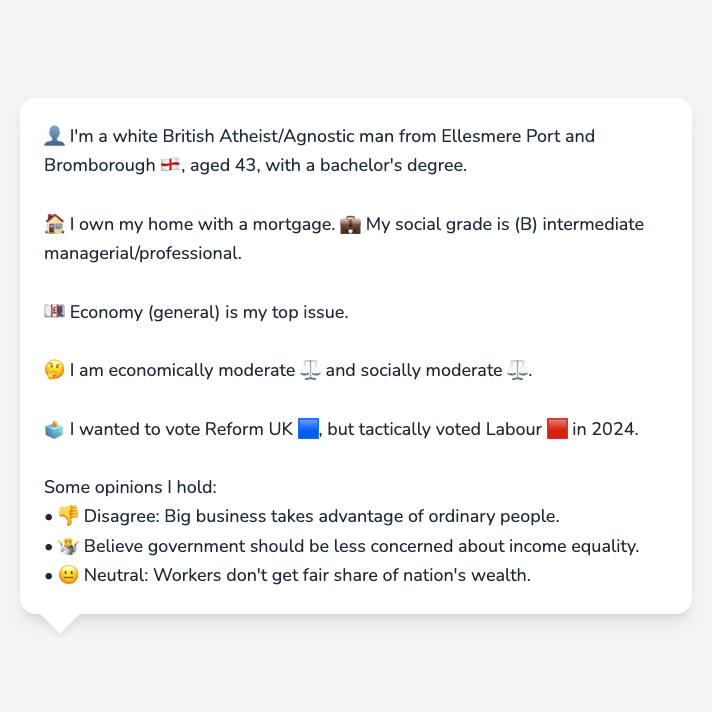 👤 I'm a white British Atheist/Agnostic man from Ellesmere Port and
Bromborough 🏴󠁧󠁢󠁥󠁮󠁧󠁿, aged 43, with a bachelor's degree.
🏠 I own my home with a mortgage. 💼 My social grade is (B) intermediate
managerial/professional.
💷 Economy (general) is my top issue.
🤔 I am economically moderate ⚖️ and socially moderate ⚖️.
🗳️ I wanted to vote Reform UK 🟦, but tactically voted Labour 🟥 in 2024.
Some opinions I hold:
• 👎 Disagree: Big business takes advantage of ordinary people.
• 🤷 Believe government should be less concerned about income equality.
• 😐 Neutral: Workers don't get fair share of nation's wealth.